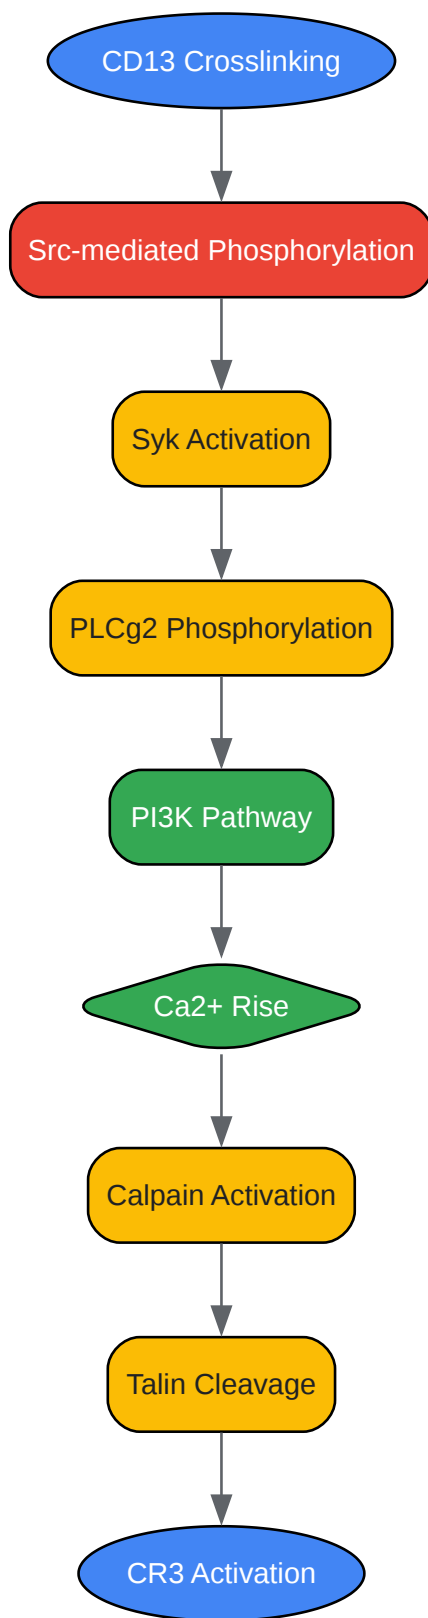 CD13 Crosslinking
Src-mediated Phosphorylation
Syk Activation
PLCg2 Phosphorylation
PI3K Pathway
Ca2+ Rise
Calpain Activation
Talin Cleavage
CR3 Activation